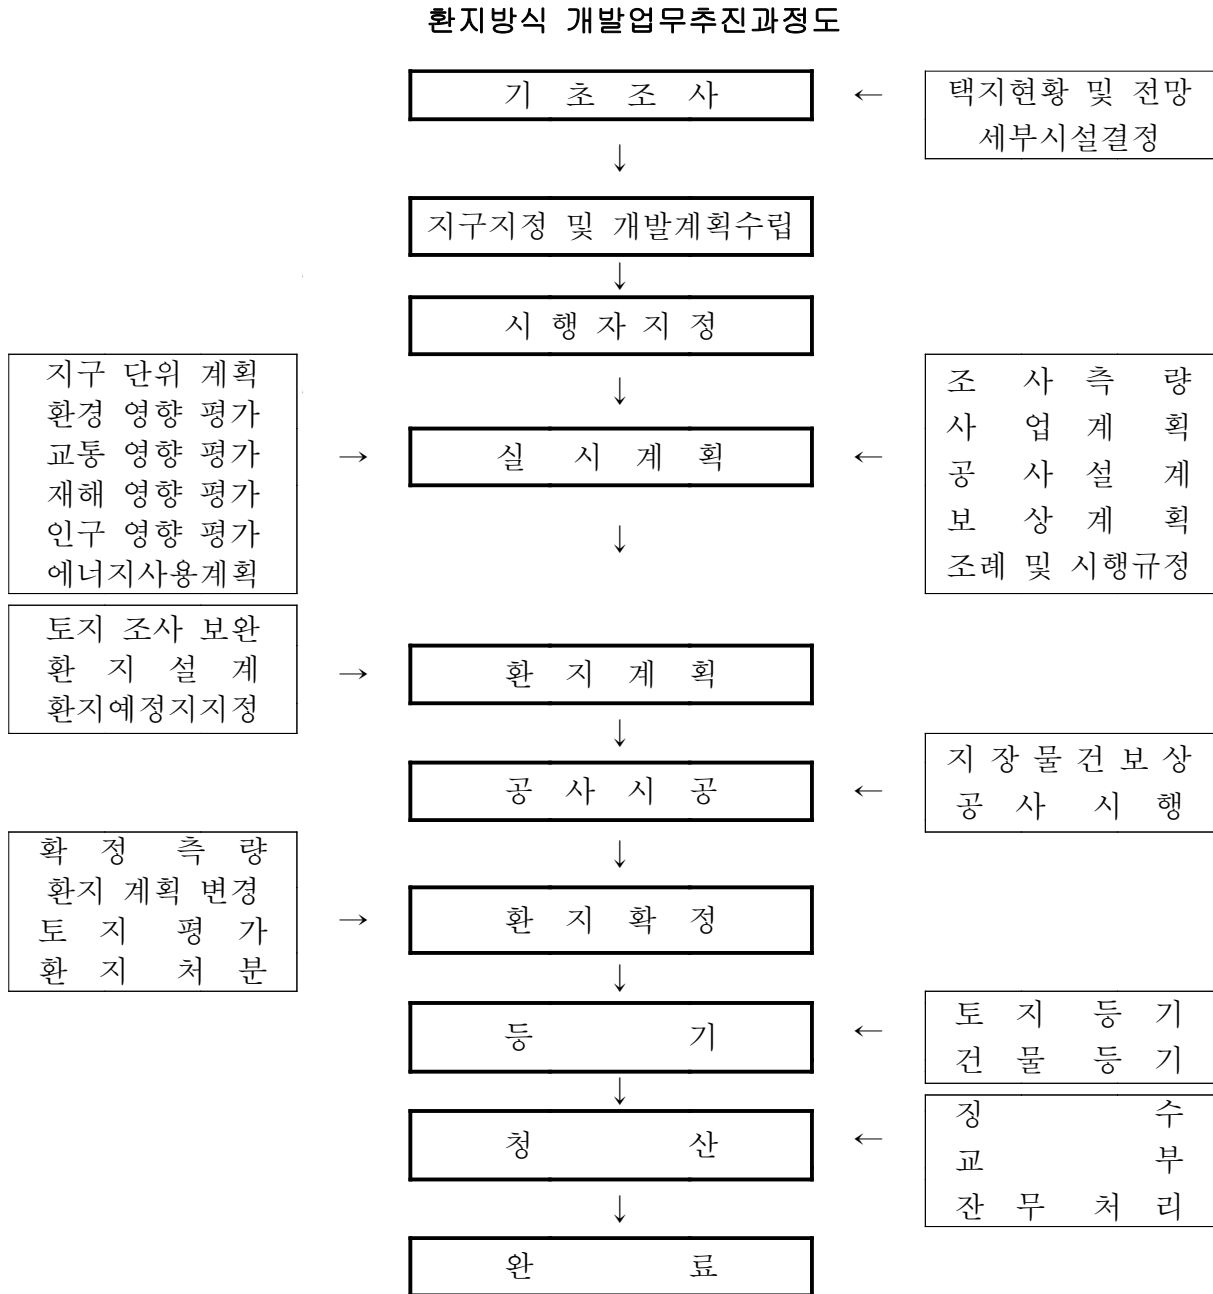 환지방식 개발업무추진과정도
기 초 조 사
←
택지현황 및 전망
세부시설결정
↓
지구지정 및 개발계획수립
↓
시 행 자 지 정
↓
지구 단위 계획
환경 영향 평가
교통 영향 평가
재해 영향 평가
인구 영향 평가
에너지사용계획
→
실 시 계 획
←
조 사 측 량
사 업 계 획
공 사 설 계
보 상 계 획
조례 및 시행규정
↓
토지 조사 보완
환 지 설 계
환지예정지지정
→
환 지 계 획
↓
공 사 시 공
←
지 장 물 건 보 상
공 사 시 행
↓
확 정 측 량
환지 계획 변경
토 지 평 가
환 지 처 분
→
환 지 확 정
↓
등 기
←
토 지 등 기
건 물 등 기
↓
청 산
←
징 수
교 부
잔 무 처 리
↓
완 료